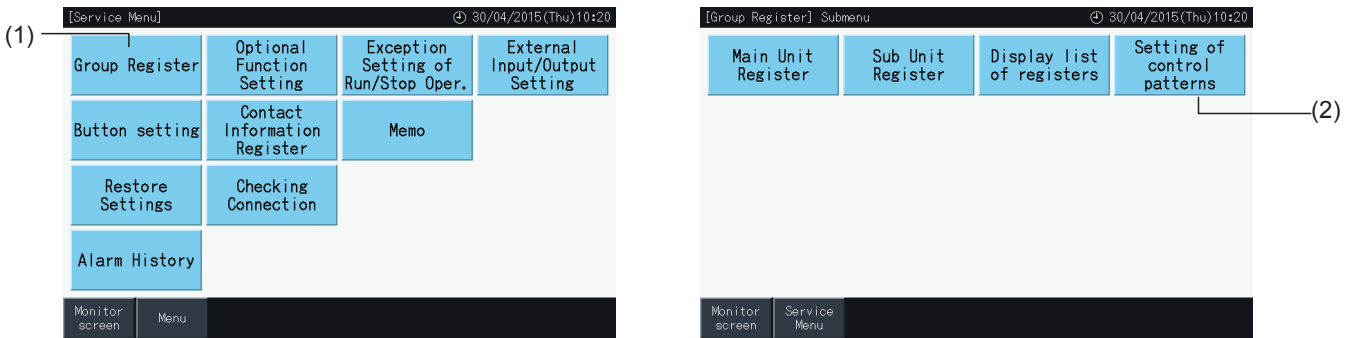 [Service Menu] 30/04/2015(Thu)10:20
(1)
Group Register
Optional
Function
Setting
Exception
Setting of
Run/Stop Oper.
External
Input/Output
Setting
Button setting
Contact
Information
Register
Memo
Restore
Settings
Checking
Connection
Alarm History
Monitor
screen
Menu
[Group Register] Submenu 30/04/2015(Thu)10:20
Main Unit
Register
Sub Unit
Register
Display list
of registers
Setting of
control
patterns
(2)
Monitor
screen
Service
Menu